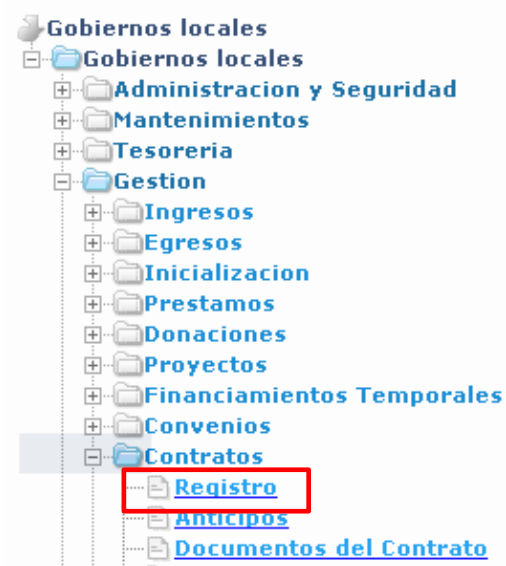 Gobiernos locales
Gobiernos locales
Administracion y Seguridad
Mantenimientos
Tesoreria
Gestion
Ingresos
Egresos
Inicializacion
Prestamos
Donaciones
Proyectos
Financiamientos Temporales
Convenios
Contratos
Registro
Anticipos
Documentos del Contrato